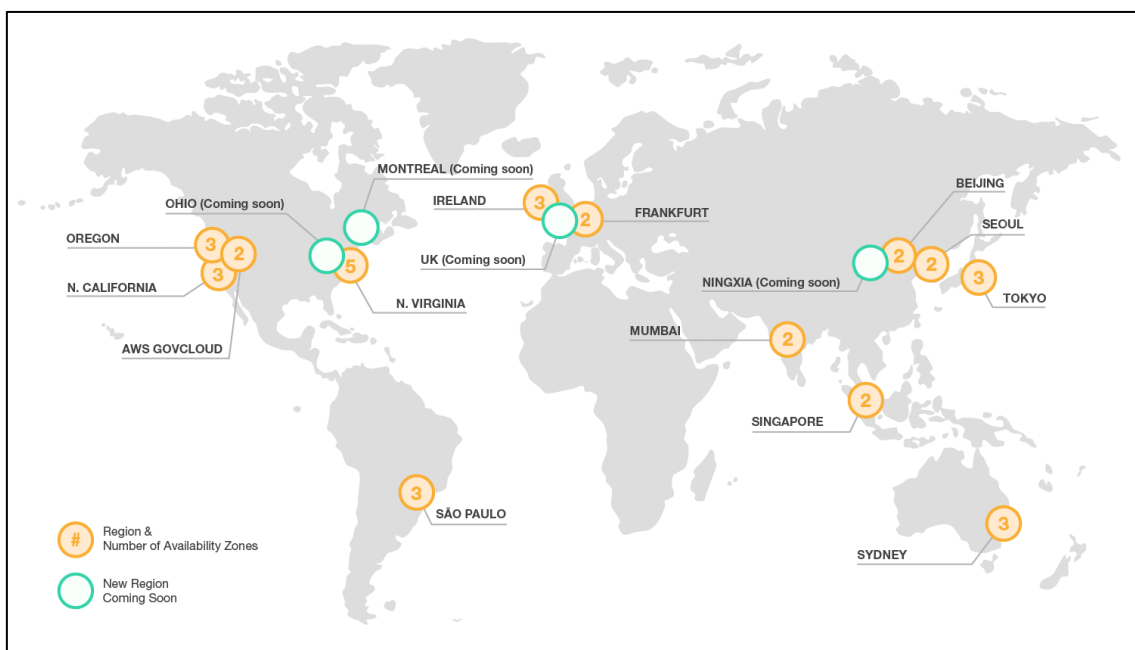 MONTREAL (Coming soon)
BEIJING
IRELAND
OHIO (Coming soon)
FRANKFURT
SEOUL
OREGON
3
2
3
2
5
3
2
2
2
3
UK (Coming soon)
NINGXIA (Coming soon)
N. CALIFORNIA
N. VIRGINIA
TOKYO
MUMBAI
2
AWS GOVCLOUD
2
SINGAPORE
3
SÃO PAULO
3
SYDNEY
# Region &
Number of Availability Zones
New Region
Coming Soon